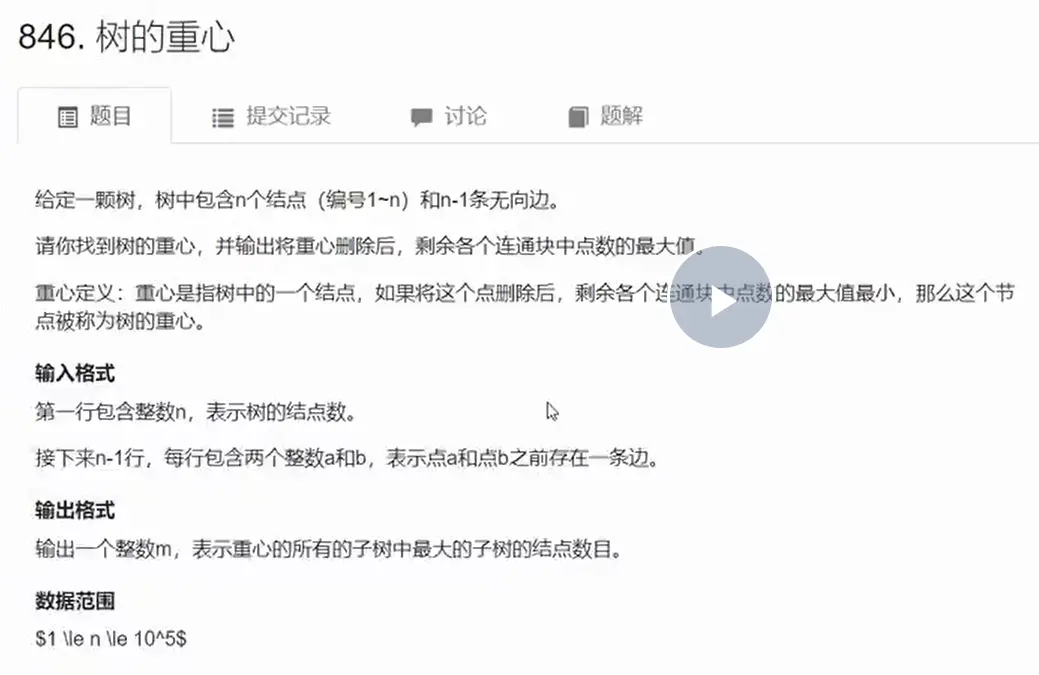 846. 树的重心
题目 提交记录 讨论 题解
给定一颗树，树中包含n个结点（编号1~n）和n-1条无向边。
请你找到树的重心，并输出将重心删除后，剩余各个连通块中点数的最大值。
重心定义：重心是指树中的一个结点，如果将这个点删除后，剩余各个连通块中点数的最大值最小，那么这个节
点被称为树的重心。
输入格式
第一行包含整数n，表示树的结点数。
接下来n-1行，每行包含两个整数a和b，表示点a和点b之前存在一条边。
输出格式
输出一个整数m，表示重心的所有的子树中最大的子树的结点数目。
数据范围
$1 \le n \le 10^5$